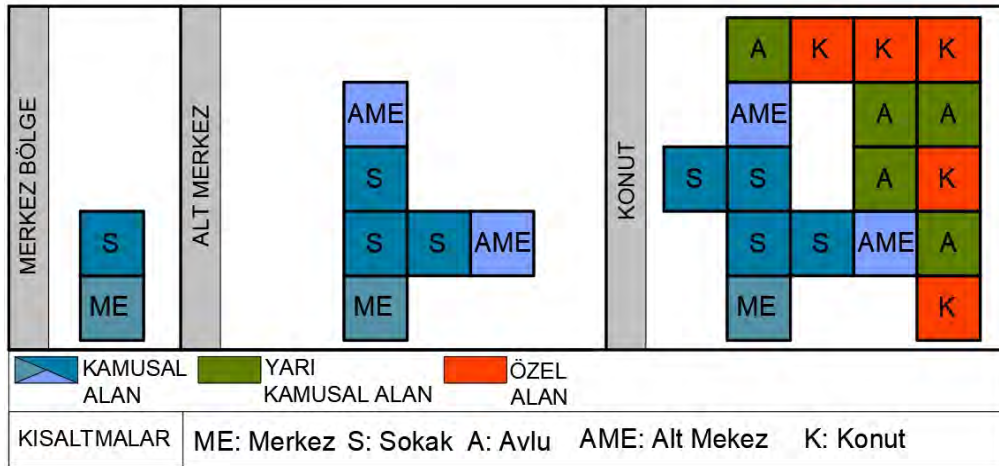 MERKEZ BÖLGE
S
ME
ALT MERKEZ
AME
S
S S AME
ME
KONUT
A K K K
AME A A
S S A K
S S AME A
ME K
KAMUSAL
ALAN
YARI
KAMUSAL ALAN
ÖZEL
ALAN
KISALTMALAR
ME: Merkez S: Sokak A: Avlu AME: Alt Mekez K: Konut